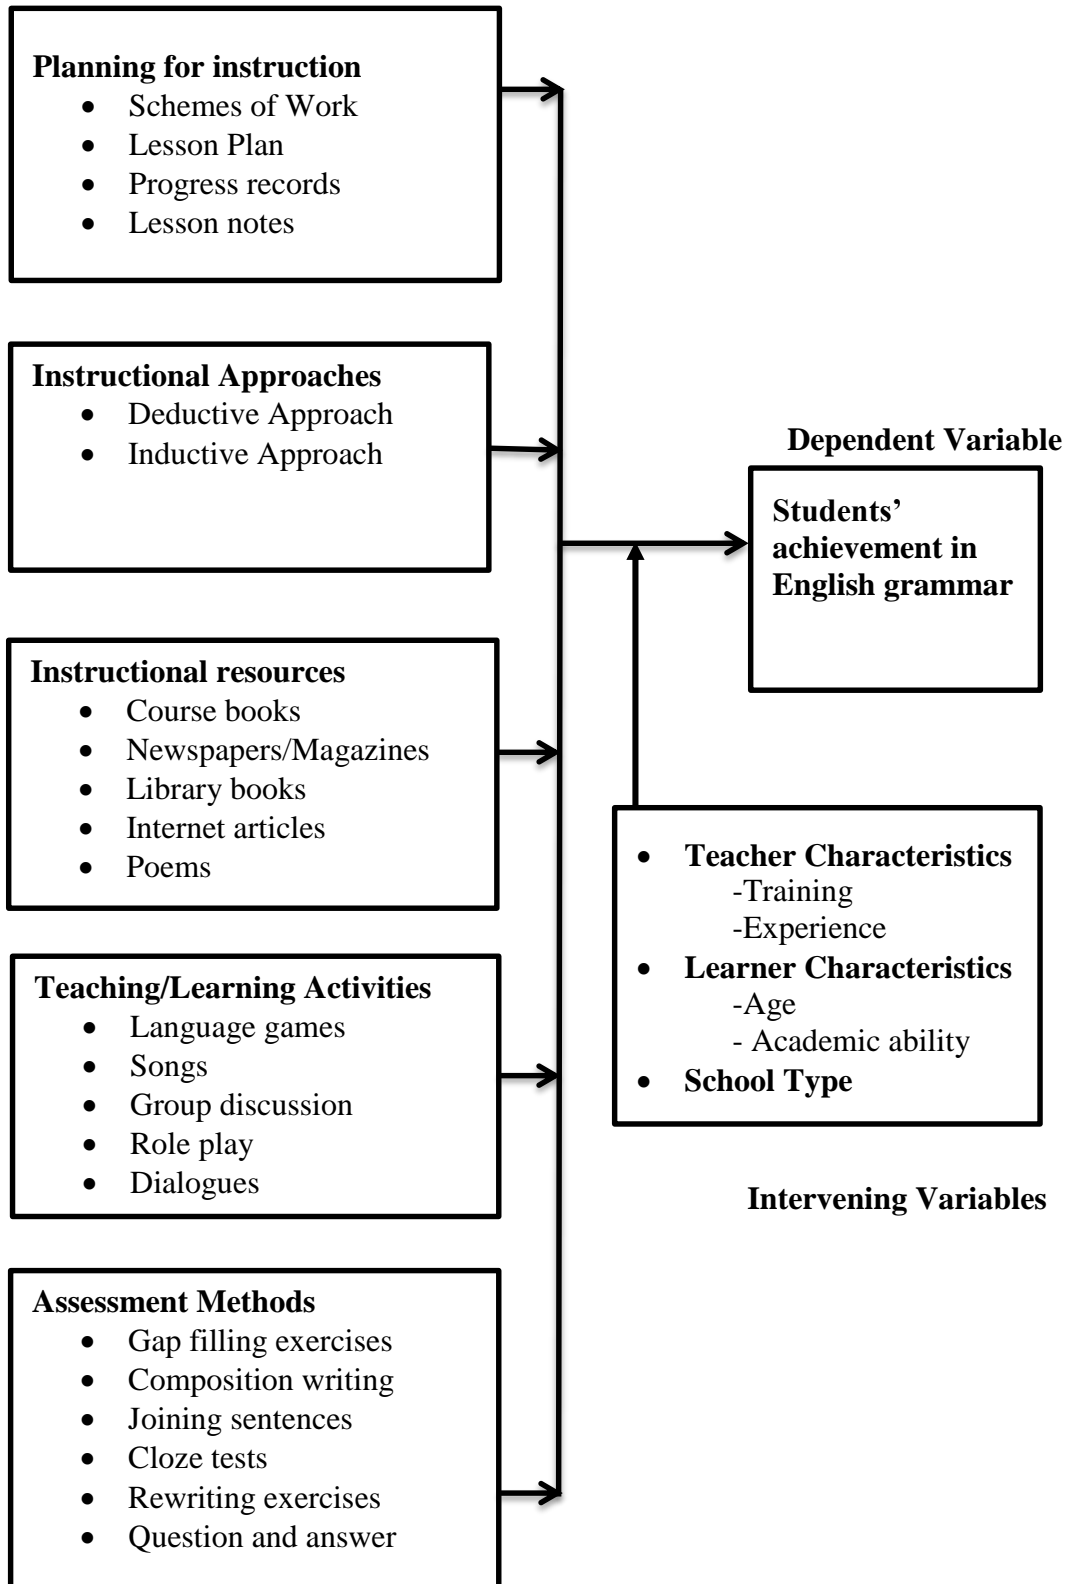 Planning for instruction
• Schemes of Work
• Lesson Plan
• Progress records
• Lesson notes
Instructional Approaches
• Deductive Approach
• Inductive Approach
Instructional resources
• Course books
• Newspapers/Magazines
• Library books
• Internet articles
• Poems
Teaching/Learning Activities
• Language games
• Songs
• Group discussion
• Role play
• Dialogues
Assessment Methods
• Gap filling exercises
• Composition writing
• Joining sentences
• Cloze tests
• Rewriting exercises
• Question and answer
Dependent Variable
Students’
achievement in
English grammar
• Teacher Characteristics
-Training
-Experience
• Learner Characteristics
-Age
- Academic ability
• School Type
Intervening Variables